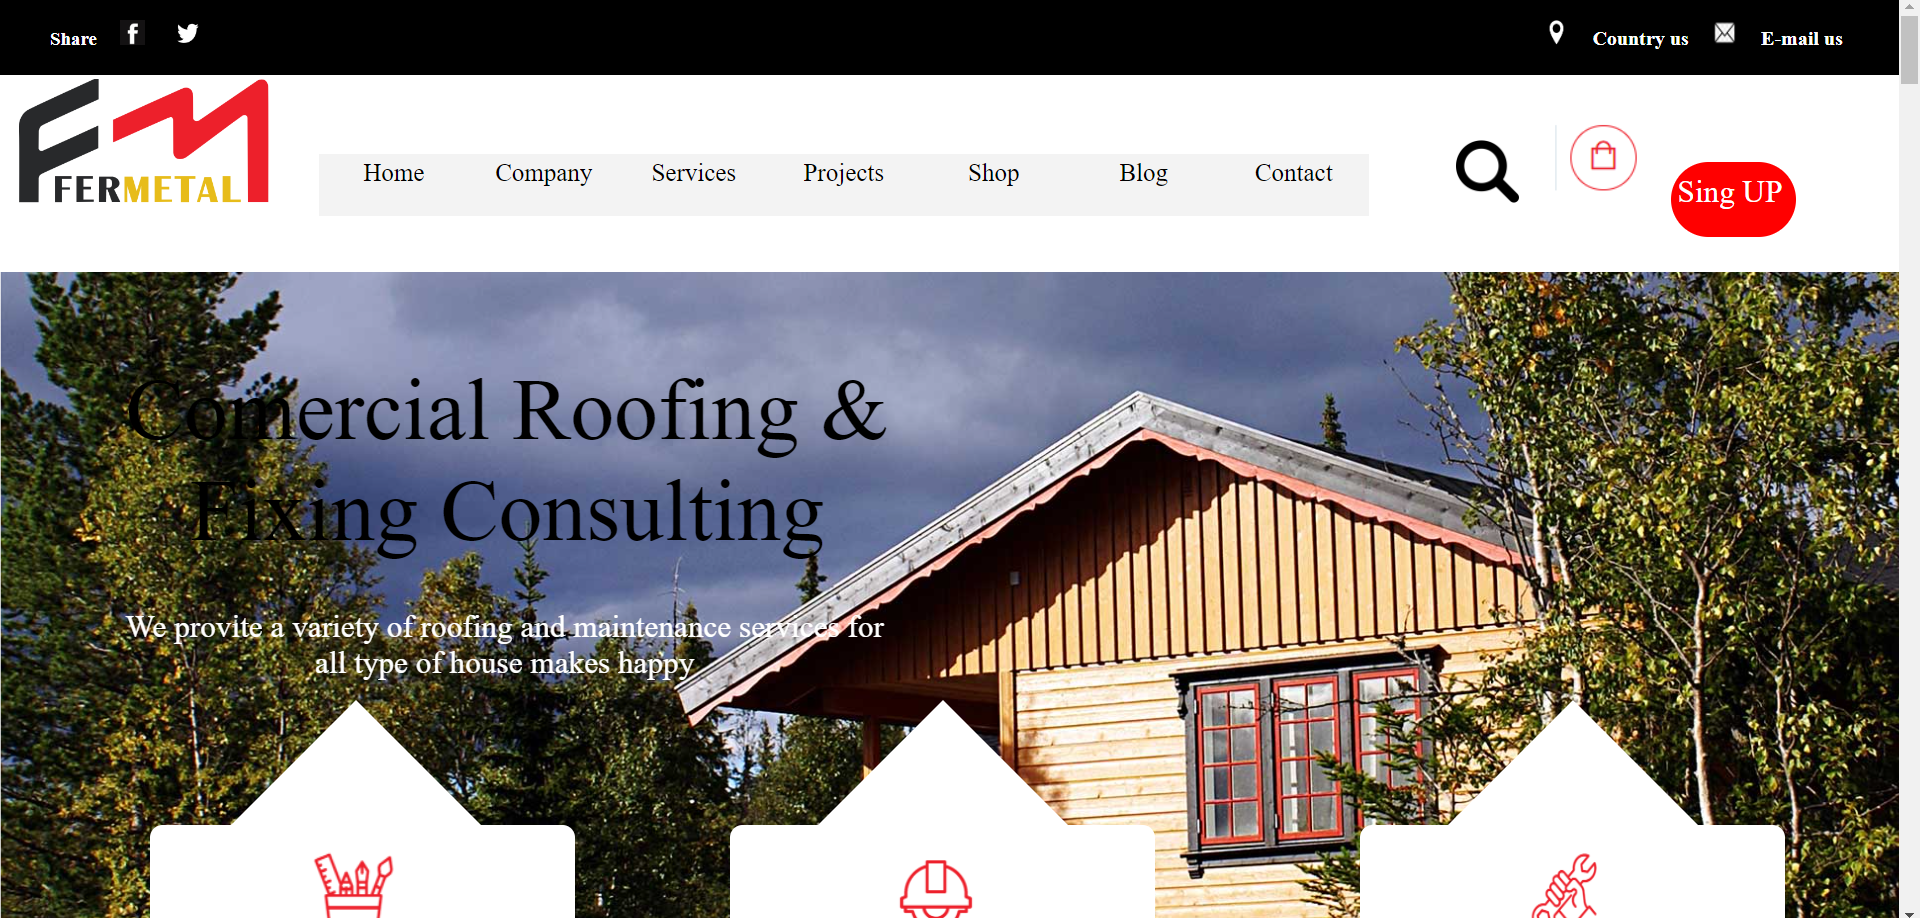 Share
Country us
E-mail us
FERMETAL
Home
Company
Services
Projects
Shop
Blog
Contact
Sing UP
Comercial Roofing &
Fixing Consulting
We provite a variety of roofing and maintenance services for
all type of house makes happy